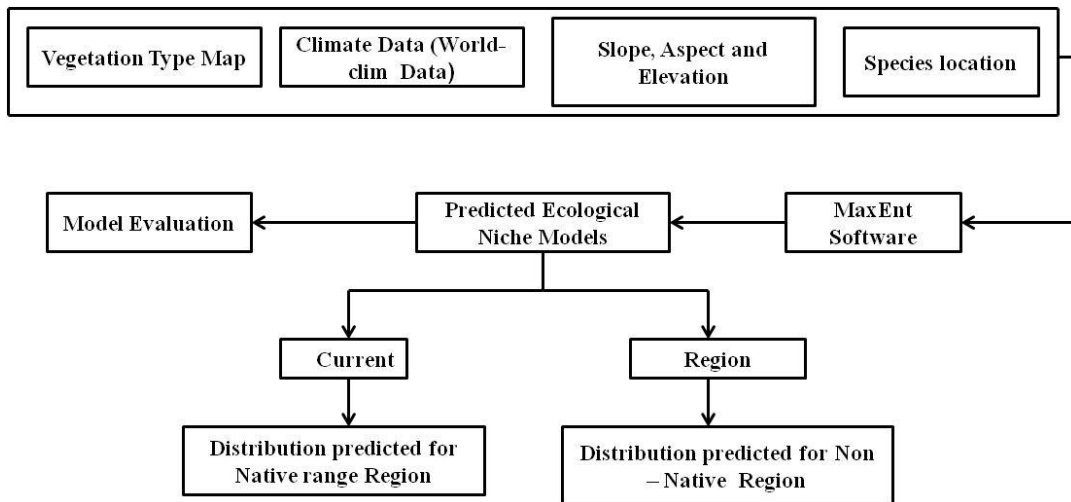 Vegetation Type Map
Climate Data (World-
clim Data)
Slope, Aspect and
Elevation
Species location
Model Evaluation
Predicted Ecological
Niche Models
MaxEnt
Software
Current
Region
Distribution predicted for
Native range Region
Distribution predicted for Non
– Native Region